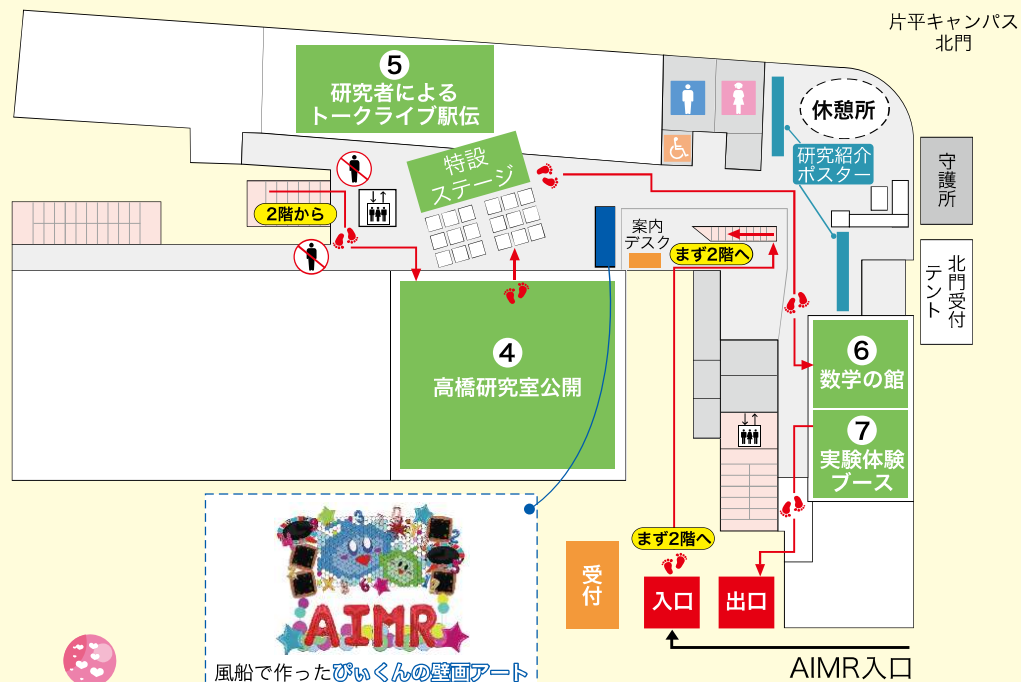 片平キャンパス
北門
⑤
研究者による
トークライブ駅伝
特設
ステージ
休憩所
研究紹介
ポスター
守護所
2階から
案内
デスク
まず2階へ
北門受付
テント
④
高橋研究室公開
⑥
数学の館
⑦
実験体験
ブース
まず2階へ
受付
入口
出口
AIMR入口
AIMR
風船で作ったぴぃくんの壁画アート